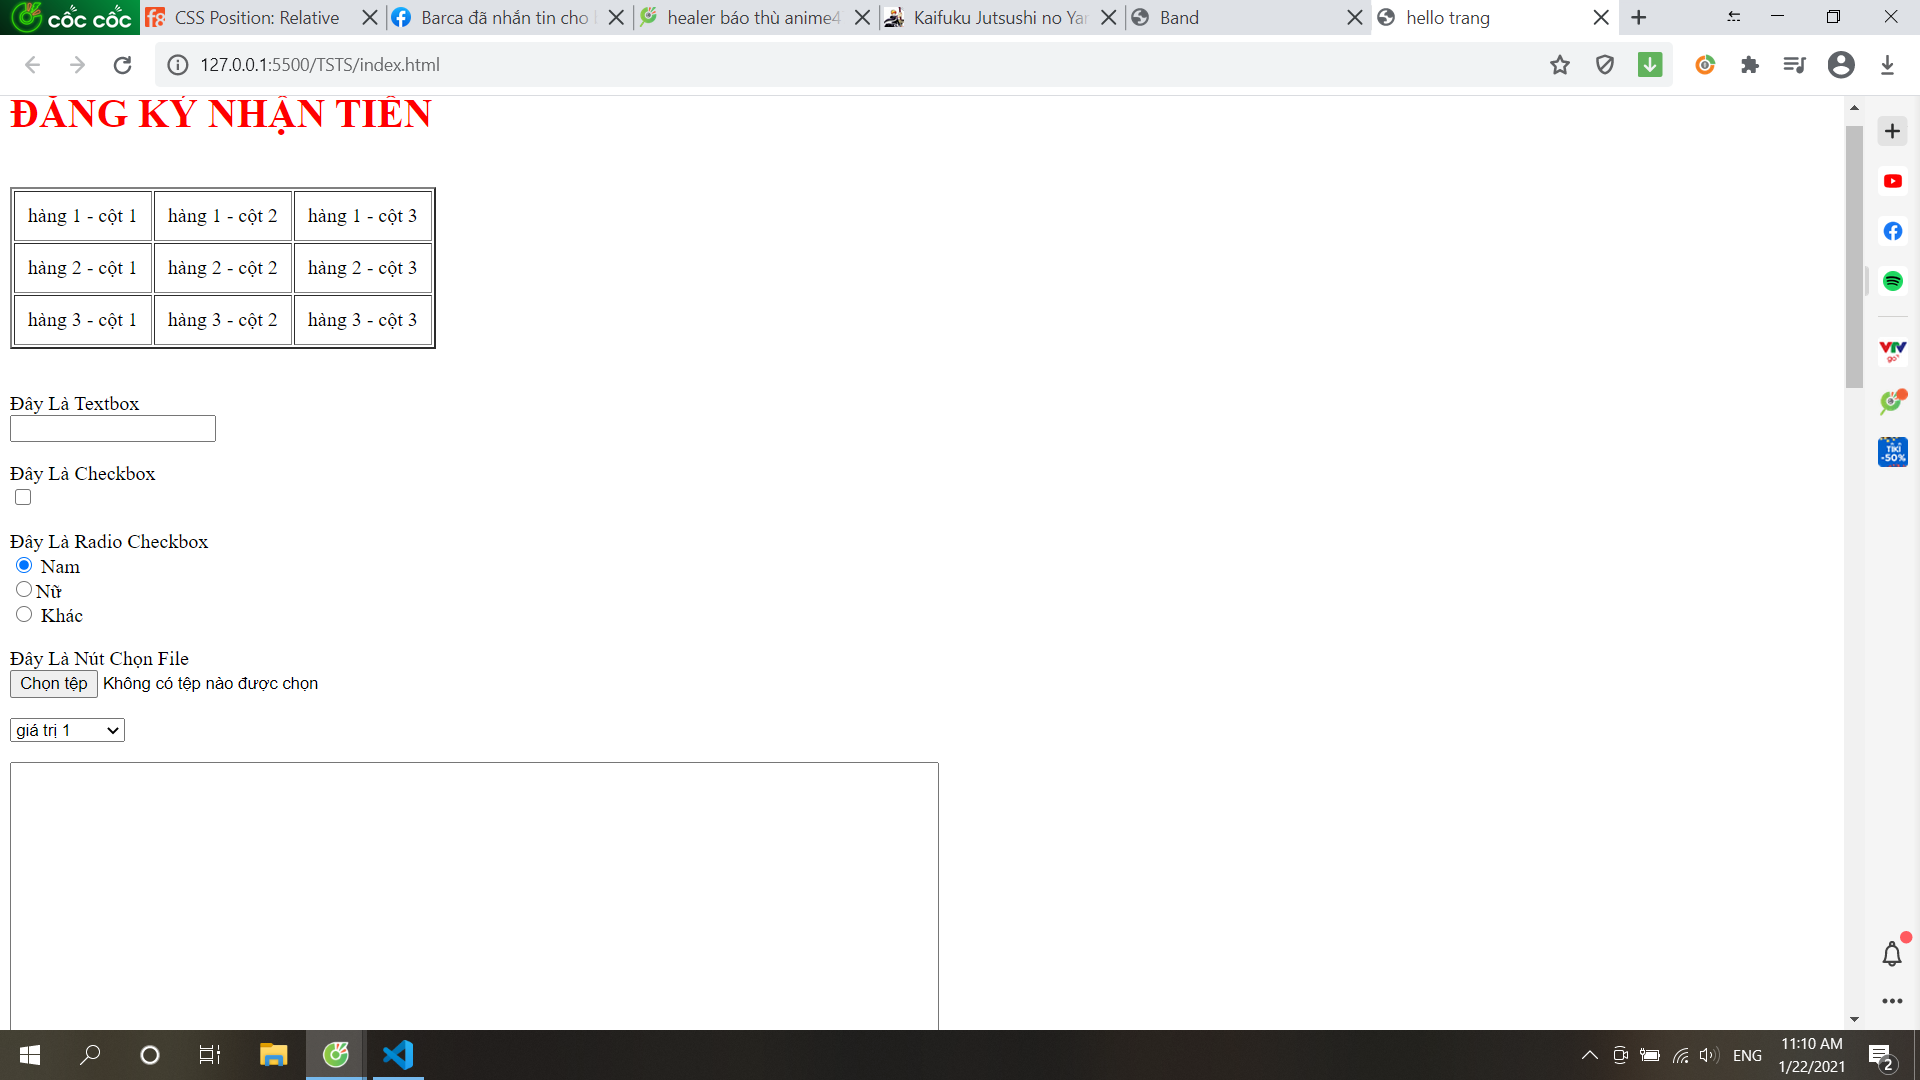 cốc cốc
CSS Position: Relative
Barca đã nhắn tin cho
healer báo thù anime4
Kaifuku Jutsushi no Yar
Band
hello trang
127.0.0.1:5500/TSTS/index.html
ĐĂNG KÝ NHẬN TIỀN
hàng 1 - cột 1 hàng 1 - cột 2 hàng 1 - cột 3
hàng 2 - cột 1 hàng 2 - cột 2 hàng 2 - cột 3
hàng 3 - cột 1 hàng 3 - cột 2 hàng 3 - cột 3
Đây Là Textbox
Đây Là Checkbox
Đây Là Radio Checkbox
Nam
Nữ
Khác
Đây Là Nút Chọn File
Chọn tệp Không có tệp nào được chọn
giá trị 1
f8
VTV
go
TIKI
-50%
ENG
11:10 AM
1/22/2021
2